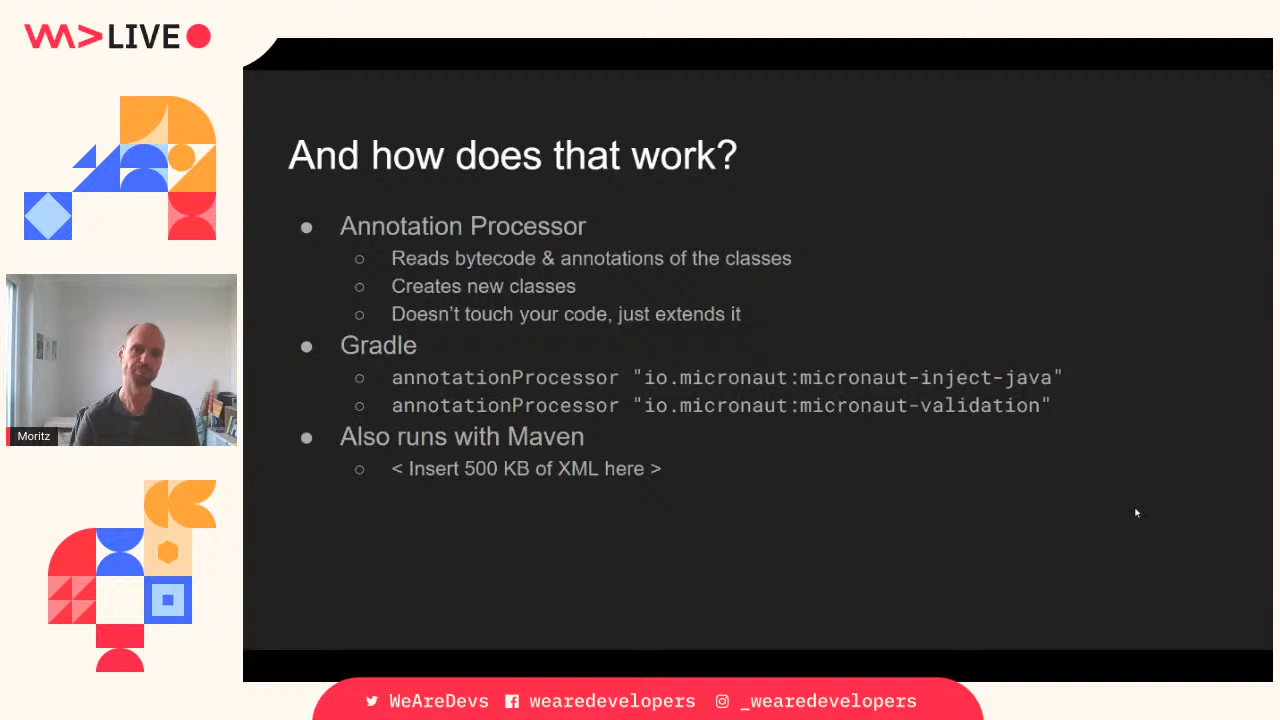 LIVE
And how does that work?
● Annotation Processor
○ Reads bytecode & annotations of the classes
○ Creates new classes
○ Doesn't touch your code, just extends it
● Gradle
○ annotationProcessor "io.micronaut:micronaut-inject-java"
○ annotationProcessor "io.micronaut:micronaut-validation"
● Also runs with Maven
○ < Insert 500 KB of XML here >
Moritz
WeAreDevs wearedevelopers _wearedevelopers